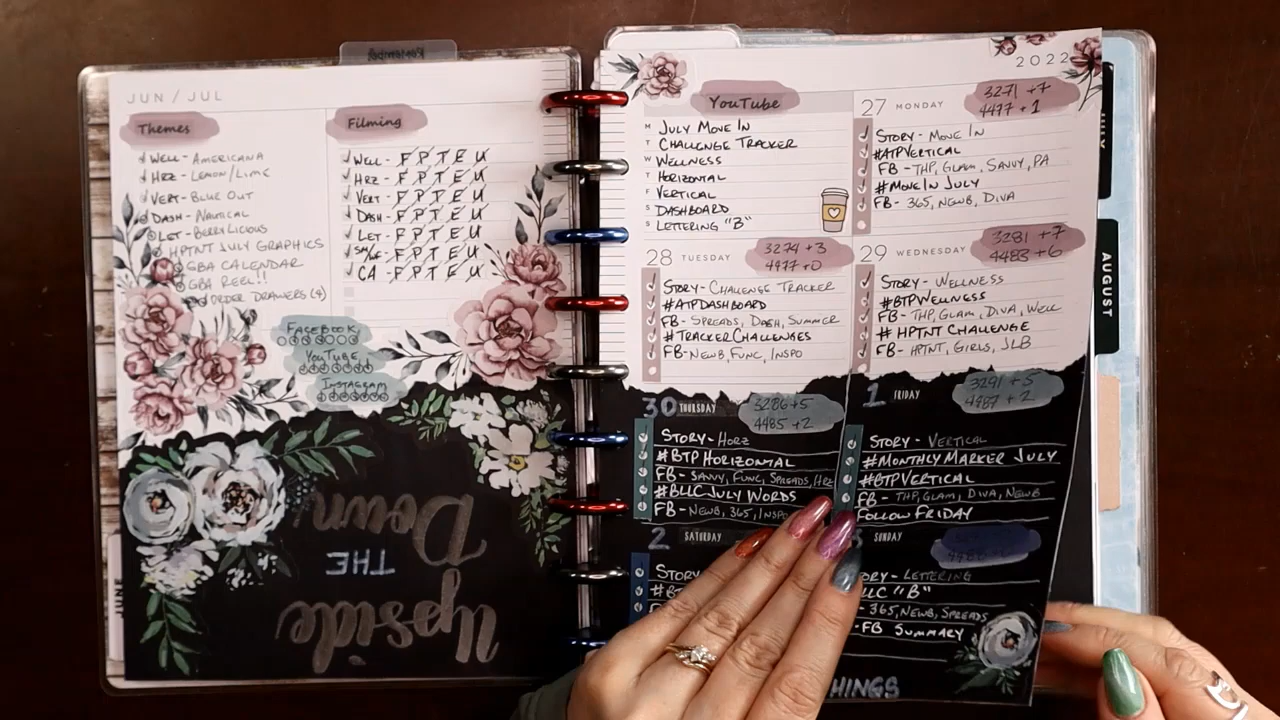 JUN / JUL
Themes
WELL - AMERICANA
HRZ - LEMON/LIME
VERT - BLUE OUT
DASH - NAUTICAL
LET - BERRYLICIOUS
HPTNT JULY GRAPHICS
GBA CALENDAR
GBA REEL!!
ORDER DRAWERS (4)
Filming
WELL - F P T E U
HRZ - F P T E U
VERT - F P T E U
DASH - F P T E U
LET - F P T E U
F P T E U
CA - F P T E U
FACEBOOK
YOUTUBE
INSTAGRAM
Upside
THE
Down
2022
YouTube
M JULY MOVE IN
T CHALLENGE TRACKER
W WELLNESS
T HORIZONTAL
F VERTICAL
S DASHBOARD
S LETTERING "B"
27 MONDAY
3271 +7
4477 +1
STORY - MOVE IN
#ATPVERTICAL
FB - THP, GLAM, SAVVY, PA
#MOVEIN JULY
FB - 365, NEWB, DIVA
28 TUESDAY
3274 +3
4477 +0
STORY - CHALLENGE TRACKER
#ATPDASHBOARD
FB - SPREADS, DASH, SUMMER
#TRACKERCHALLENGES
FB - NEWB, FUNC, INSPO
29 WEDNESDAY
3281 +7
4483 +6
STORY - WELLNESS
#BTPWELLNESS
FB - THP, GLAM, DIVA, WELL
#HPTNT CHALLENGE
FB - HPTNT, GIRLS, JLB
30 THURSDAY
3286 +5
4485 +2
STORY - HORZ
#BTPHORIZONTAL
FB - SAVVY, FUNC, SPREADS, HRZ
#BLLC JULY WORDS
FB - NEWB, 365, INSPO
1 FRIDAY
3291 +5
4487 +2
STORY - VERTICAL
#MONTHLY MARKER JULY
#BTPVERTICAL
FB - THP, GLAM, DIVA, NEWB
FOLLOW FRIDAY
2 SATURDAY
STORY
#BT
SUNDAY
STORY - LETTERING
LLC "B"
- 365, NEWB, SPREADS
-FB SUMMARY
HINGS
AUGUST